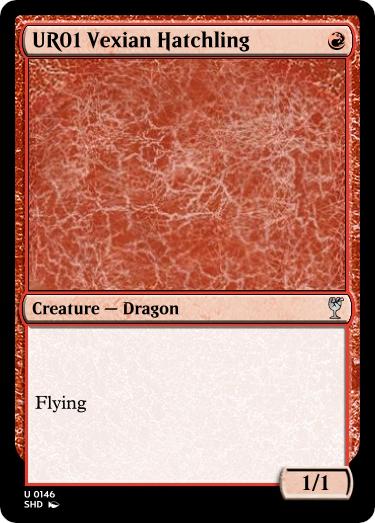 UR01 Vexian Hatchling
Creature — Dragon
Flying
1/1
U 0146
SHD